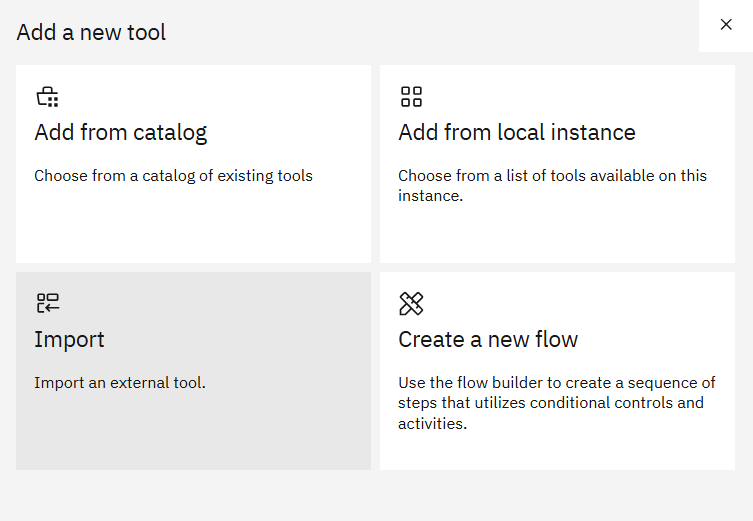 Add a new tool
Add from catalog
Choose from a catalog of existing tools
Add from local instance
Choose from a list of tools available on this
instance.
Import
Import an external tool.
Create a new flow
Use the flow builder to create a sequence of
steps that utilizes conditional controls and
activities.